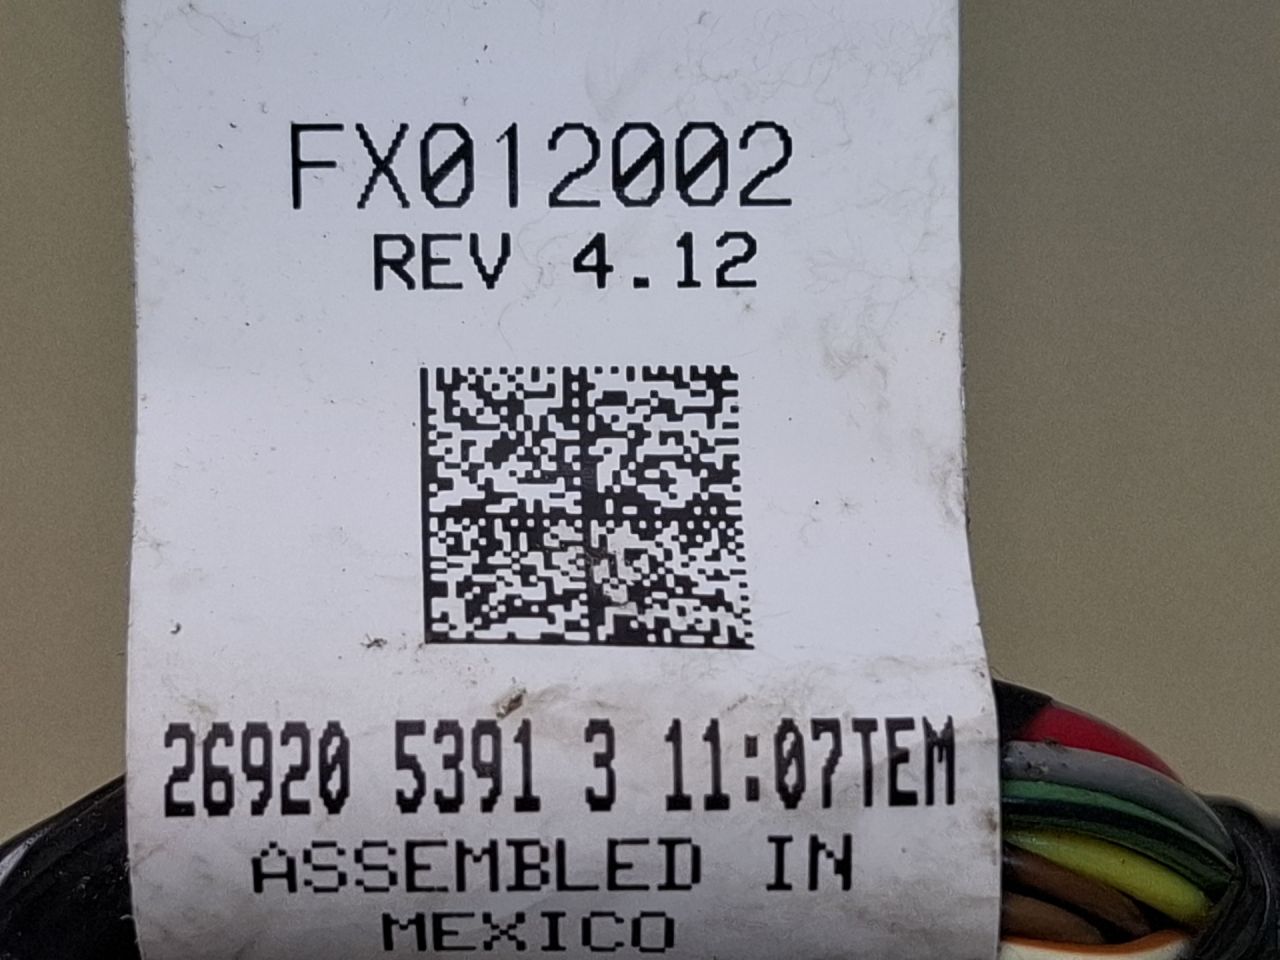 FX012002
REV 4.12
26920 5391 3 11:07TEM
ASSEMBLED IN
MEXICO